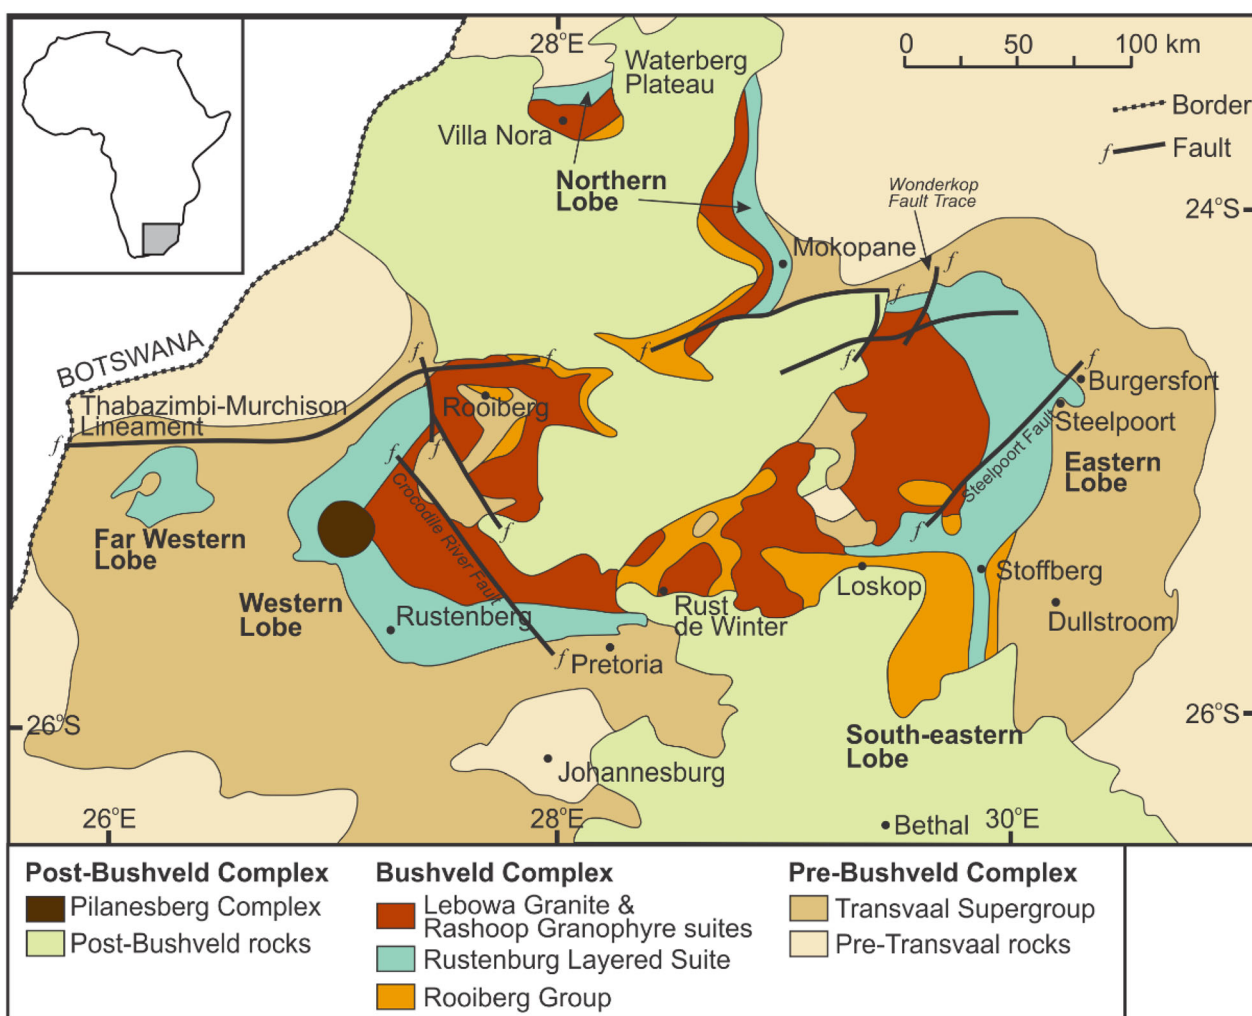 28°E
0 50 100 km
Waterberg
Plateau
Border
Villa Nora
Fault
f
Northern
Lobe
Wonderkop
Fault Trace
24°S
Mokopane
f
f
BOTSWANA
f
f
f
f
f
Burgersfort
Thabazimbi-Murchison
Lineament
Rooiberg
Steelpoort
f
f
f
Steelpoort Fault
Eastern
Lobe
Crocodile River Fault
Far Western
Lobe
f
f
Stoffberg
Loskop
Western
Lobe
Rustenberg
Rust
de Winter
Dullstroom
f
Pretoria
26°S
26°S
South-eastern
Lobe
Johannesburg
26°E
28°E
Bethal
30°E
Post-Bushveld Complex
Pilanesberg Complex
Post-Bushveld rocks
Bushveld Complex
Lebowa Granite &
Rashoop Granophyre suites
Rustenburg Layered Suite
Rooiberg Group
Pre-Bushveld Complex
Transvaal Supergroup
Pre-Transvaal rocks